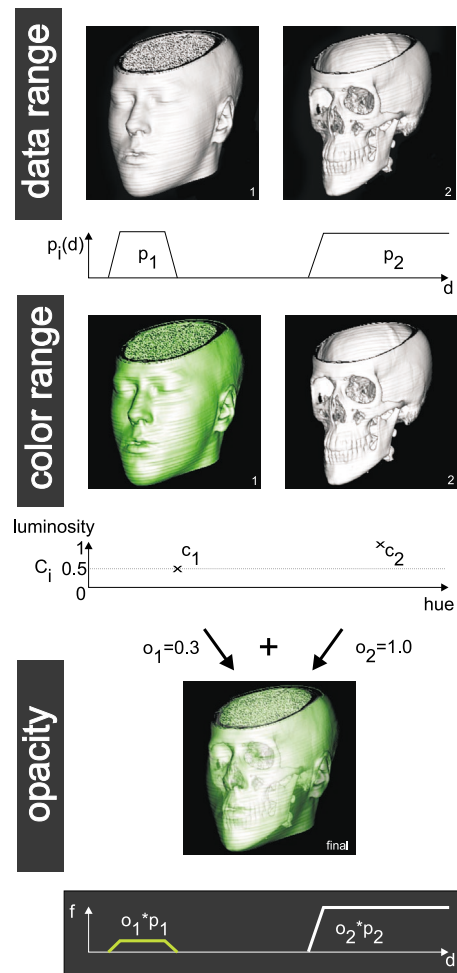 data range
1
2
p_i(d)
p_1
p_2
d
color range
1
2
luminosity
1
c_1
c_2
C_i
0.5
0
hue
o_1=0.3
+
o_2=1.0
opacity
final
f
o_1*p_1
o_2*p_2
d